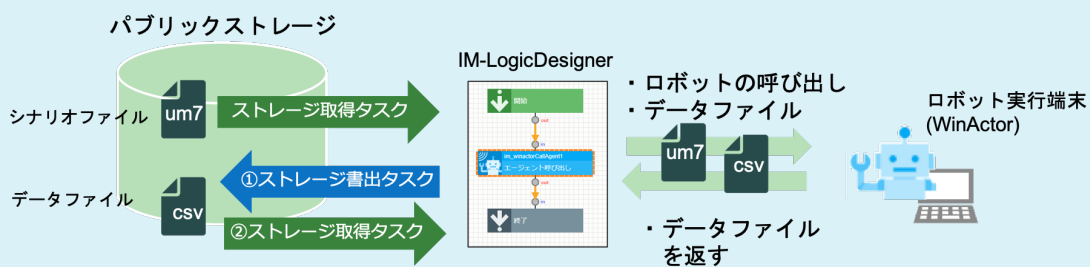 パブリックストレージ
シナリオファイル
um7
ストレージ取得タスク
①ストレージ書出タスク
データファイル
CSV
②ストレージ取得タスク
IM-LogicDesigner
開始
out
in
im_winactorCallAgent1
エージェント呼び出し
out
in
終了
・ロボットの呼び出し
・データファイル
um7
CSV
・データファイル
を返す
ロボット実行端末
(WinActor)